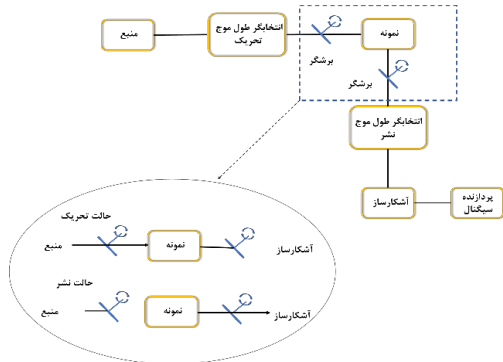 منبع
انتخابگر طول موج
تحریک
برشگر
نمونه
برشگر
انتخابگر طول موج
نشر
آشکارساز
پردازنده
سیگنال
حالت تحریک
منبع
نمونه
آشکارساز
حالت نشر
منبع
نمونه
آشکارساز